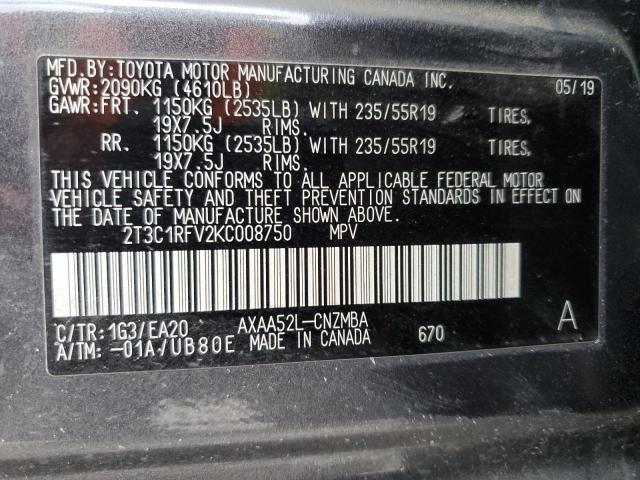 MFD.BY:TOYOTA MOTOR MANUFACTURING CANADA INC.
GVWR:2090KG (4610LB) 05/19
GAWR:FRT. 1150KG (2535LB) WITH 235/55R19 TIRES,
19X7.5J RIMS.
RR. 1150KG (2535LB) WITH 235/55R19 TIRES,
19X7.5J RIMS.
THIS VEHICLE CONFORMS TO ALL APPLICABLE FEDERAL MOTOR
VEHICLE SAFETY AND THEFT PREVENTION STANDARDS IN EFFECT ON
THE DATE OF MANUFACTURE SHOWN ABOVE.
2T3C1RFV2KC008750 MPV
C/TR:1G3/EA20 AXAA52L-CNZMBA A
A/TM:-01A/UB80E MADE IN CANADA 670